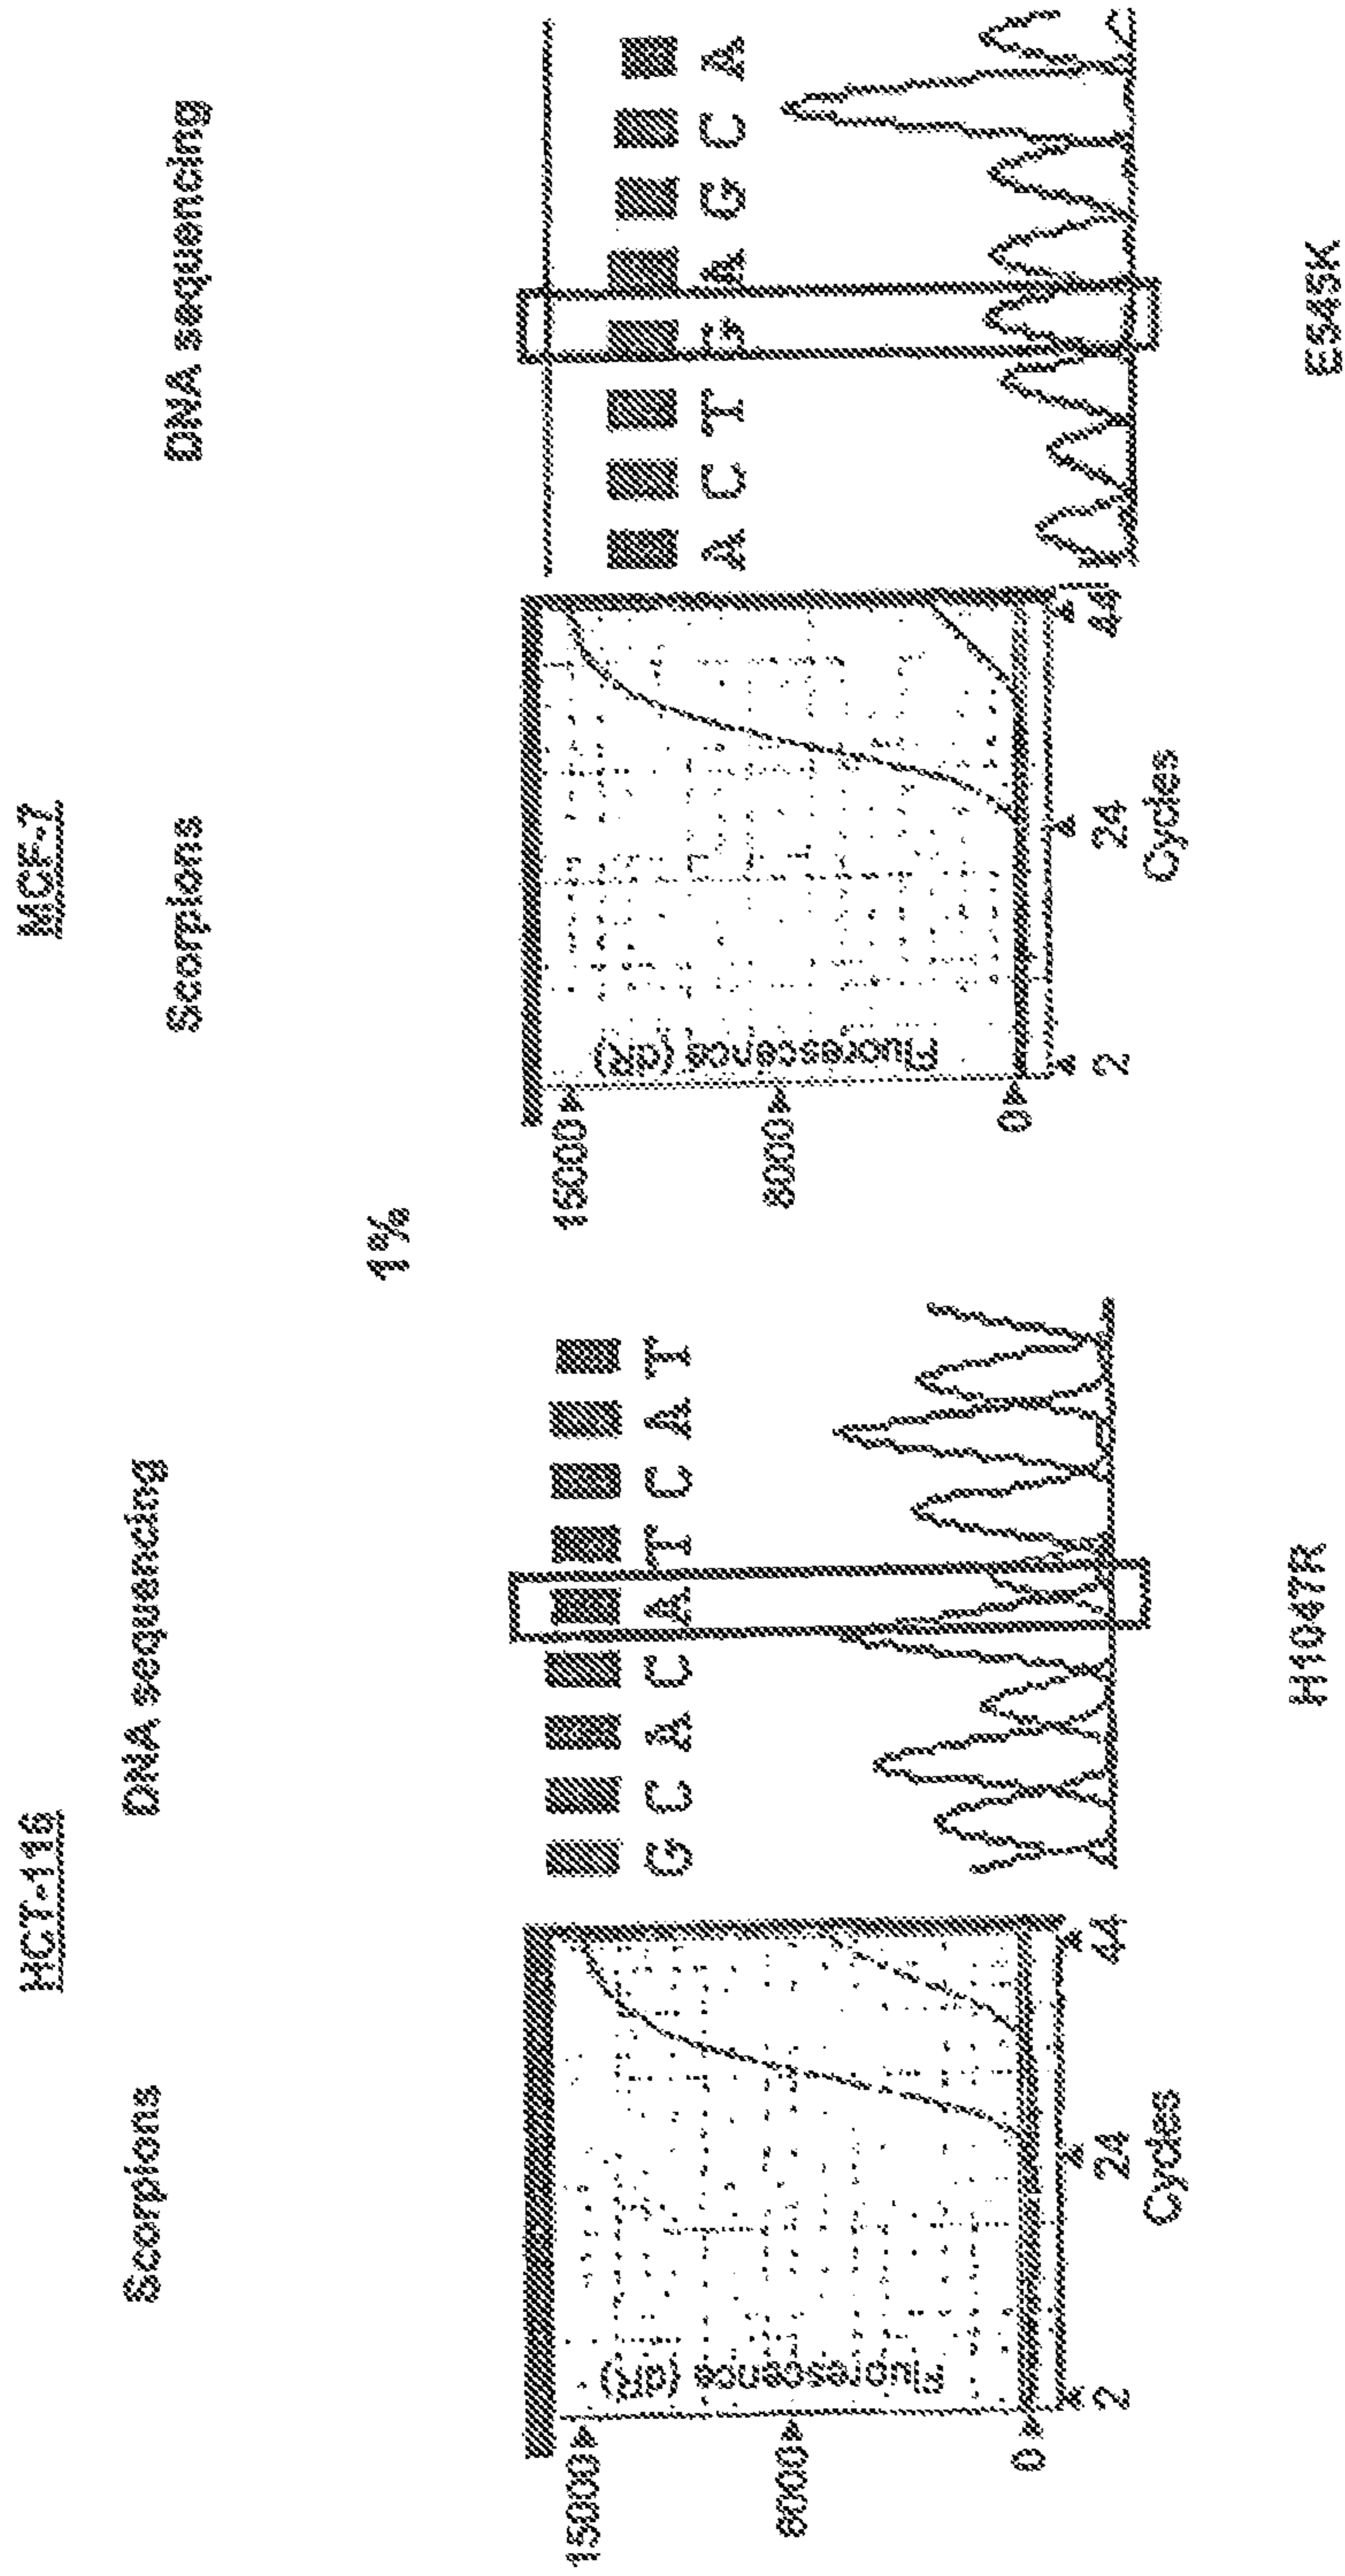 HCT-116
MCF-7
Scorpions
DNA sequencing
Scorpions
DNA sequencing
1%
15000
8000
0
Fluorescence (dR)
2
24
44
Cycles
G C A C A T C A T
H1047R
15000
8000
0
Fluorescence (dR)
2
24
44
Cycles
A C T G A G C A
E545K